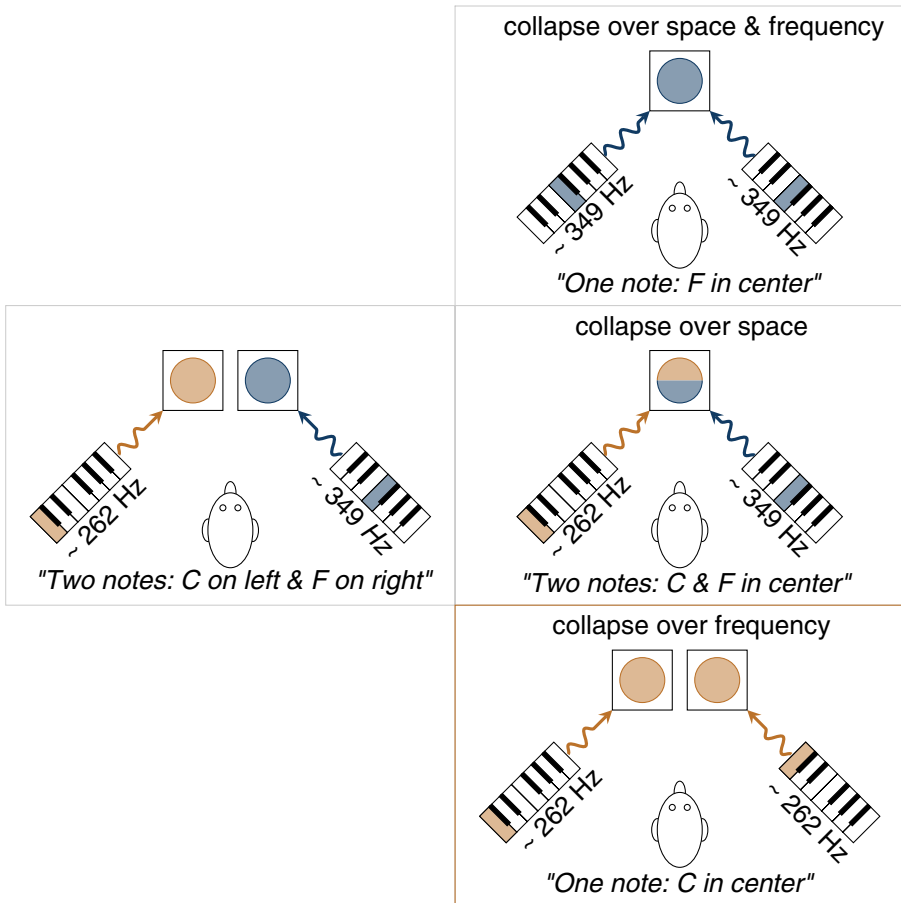 collapse over space & frequency
~ 349 Hz
~ 349 Hz
"One note: F in center"
~ 262 Hz
~ 349 Hz
"Two notes: C on left & F on right"
collapse over space
~ 262 Hz
~ 349 Hz
"Two notes: C & F in center"
collapse over frequency
~ 262 Hz
~ 262 Hz
"One note: C in center"